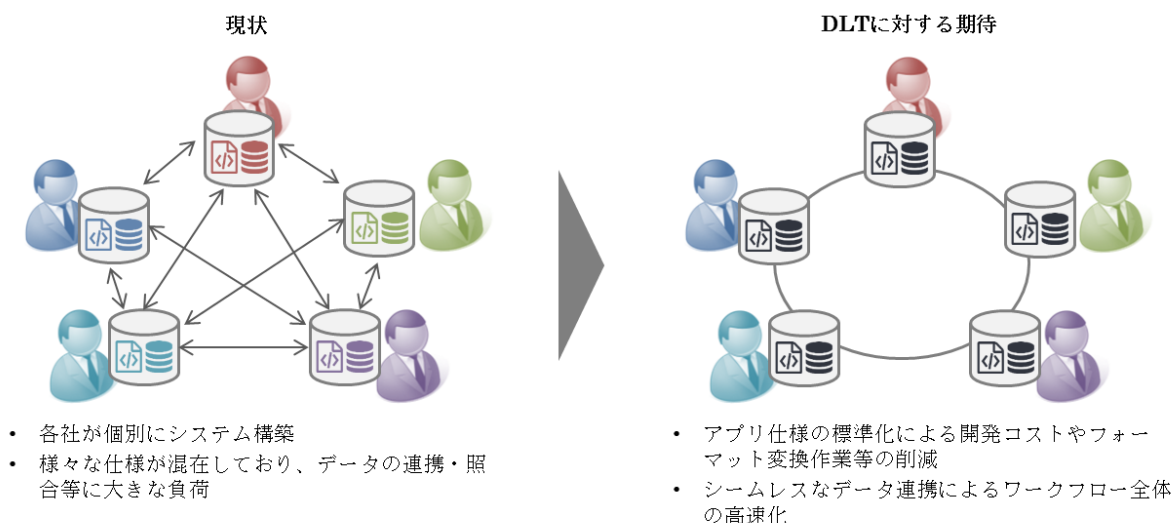 現状
• 各社が個別にシステム構築
• 様々な仕様が混在しており、データの連携・照
合等に大きな負荷
DLTに対する期待
• アプリ仕様の標準化による開発コストやフォー
マット変換作業等の削減
• シームレスなデータ連携によるワークフロー全体
の高速化